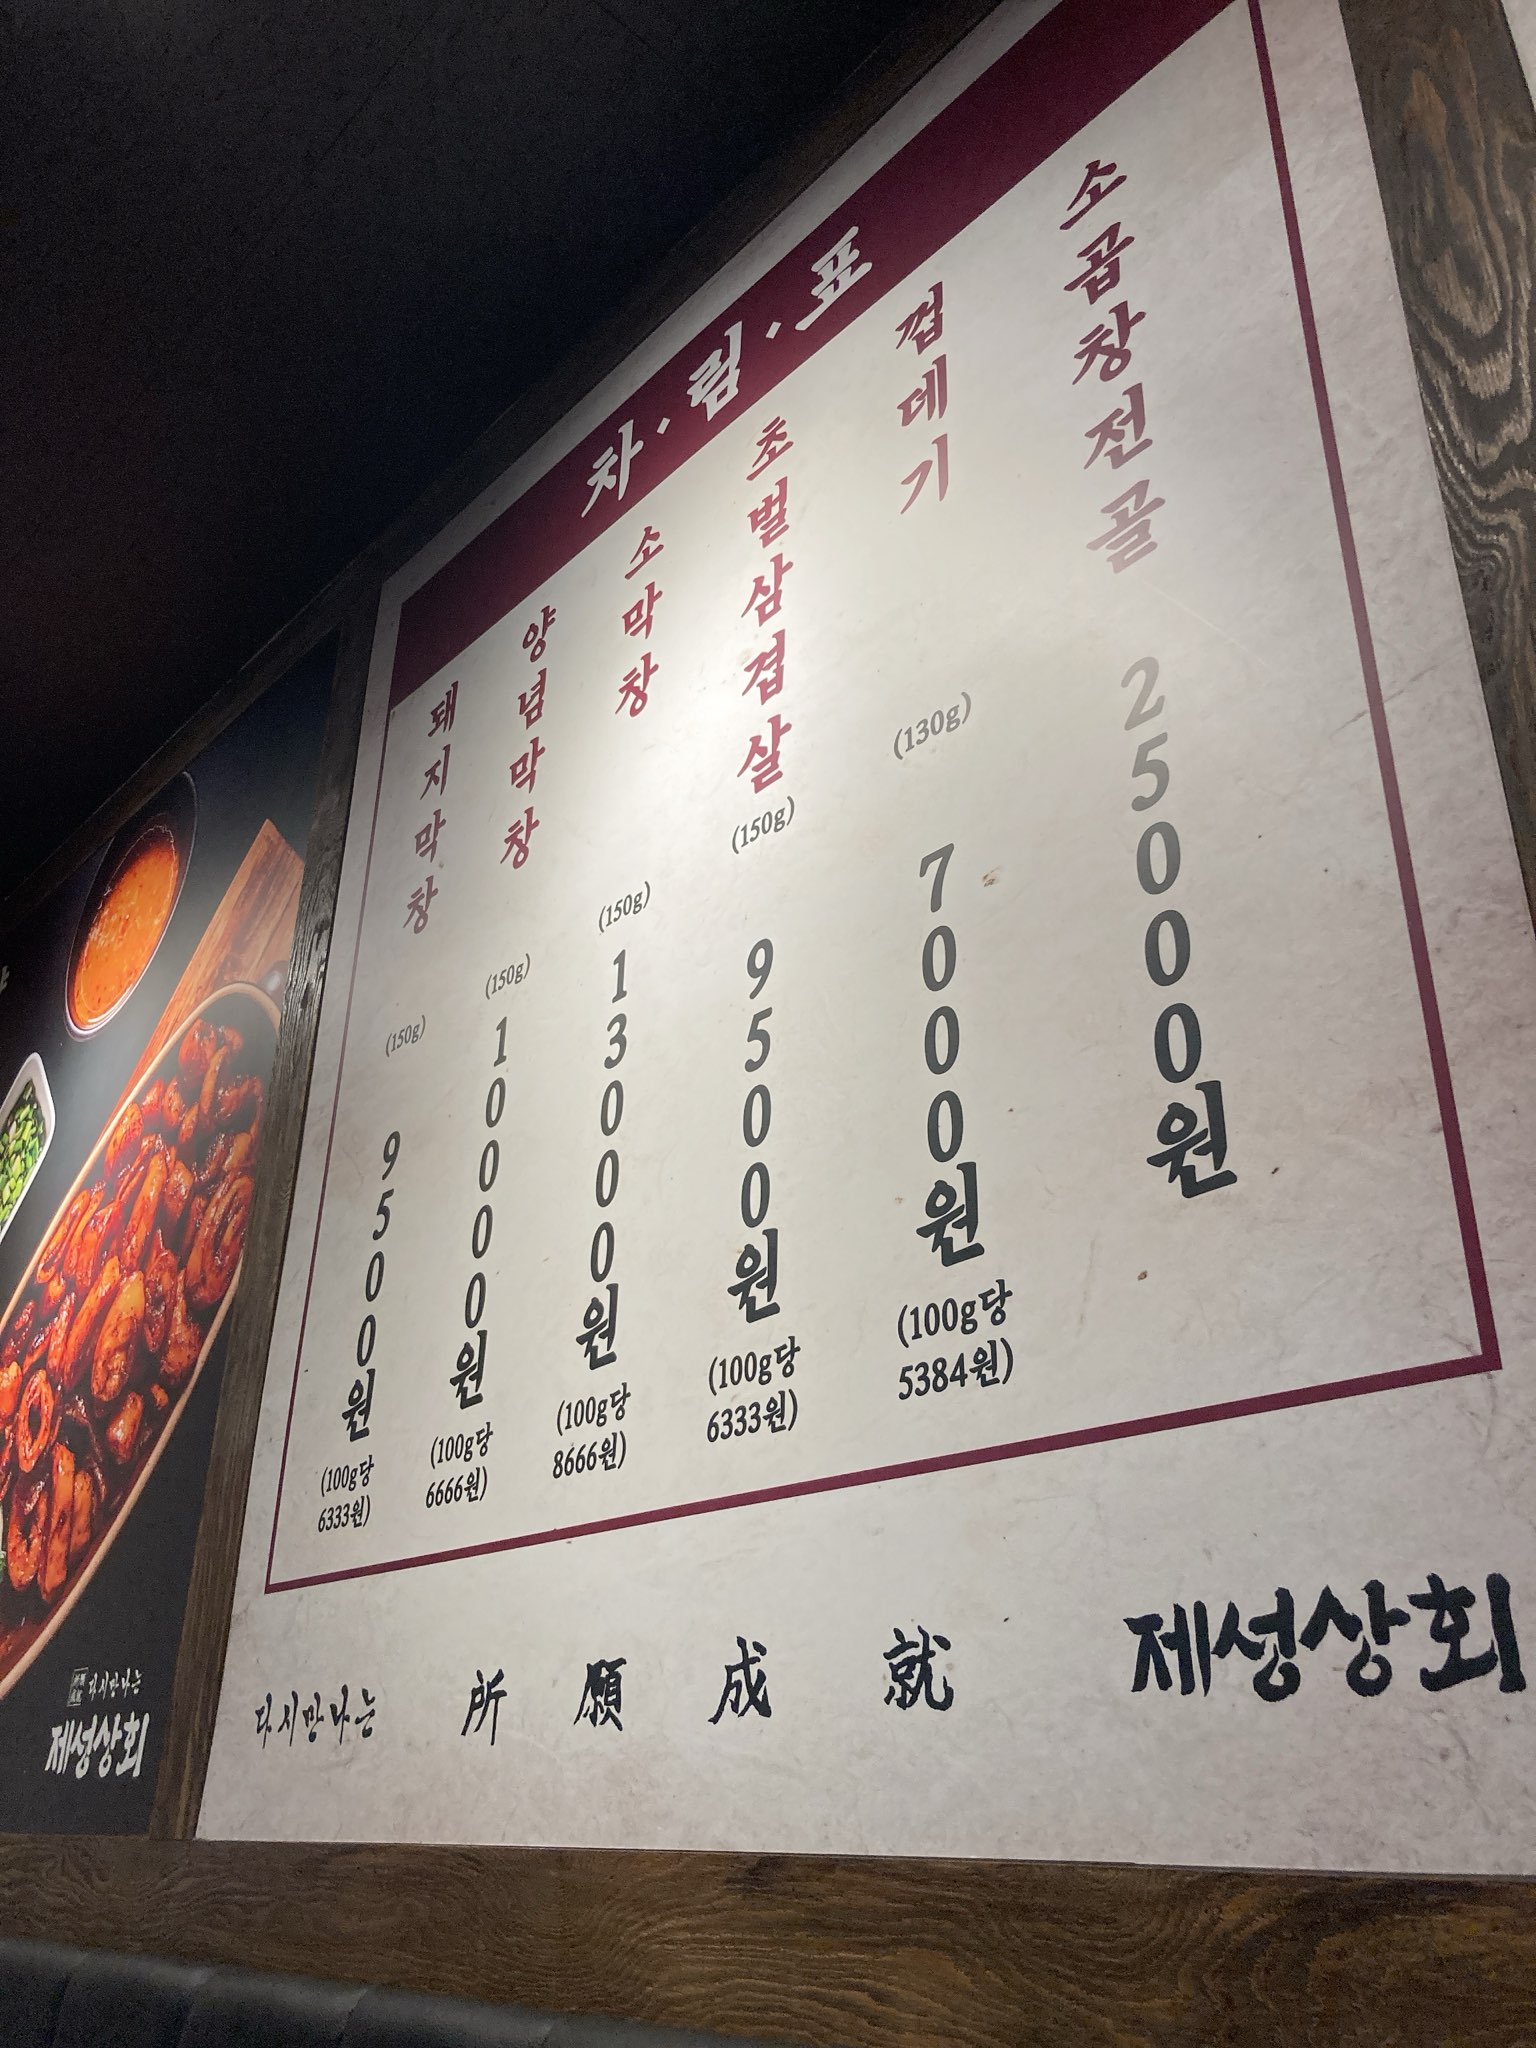 차·림·표
돼지막창
(150g)
9500원
(100g당
6333원)
양념막창
(150g)
10000원
(100g당
6666원)
소막창
(150g)
13000원
(100g당
8666원)
초벌삼겹살
(150g)
9500원
(100g당
6333원)
껍데기
(130g)
7000원
(100g당
5384원)
소곱창전골
25000원
다시만나는 所願成就 제성상회
다시만나는
제성상회